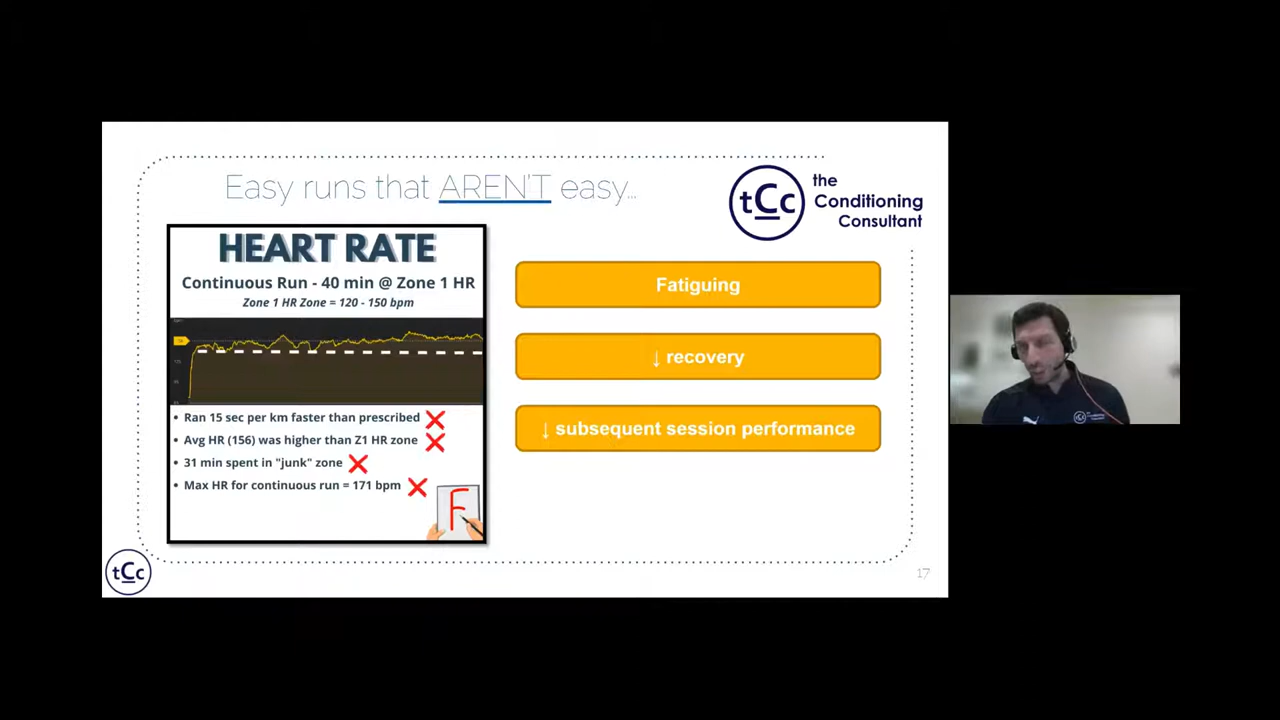 Easy runs that AREN'T easy...
tCc
the
Conditioning
Consultant
HEART RATE
Continuous Run - 40 min @ Zone 1 HR
Zone 1 HR Zone = 120 - 150 bpm
• Ran 15 sec per km faster than prescribed ❌
• Avg HR (156) was higher than Z1 HR zone ❌
• 31 min spent in "junk" zone ❌
• Max HR for continuous run = 171 bpm ❌
F
Fatiguing
↓ recovery
↓ subsequent session performance
tCc
17